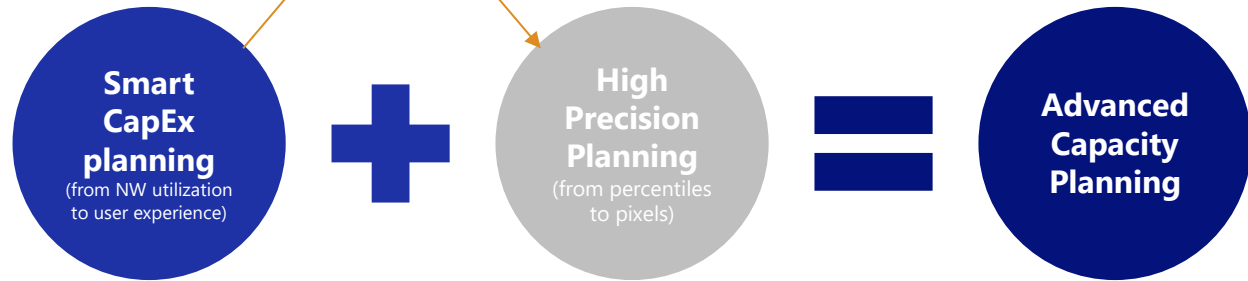 Smart
CapEx
planning
(from NW utilization
to user experience)
High
Precision
Planning
(from percentiles
to pixels)
Advanced
Capacity
Planning